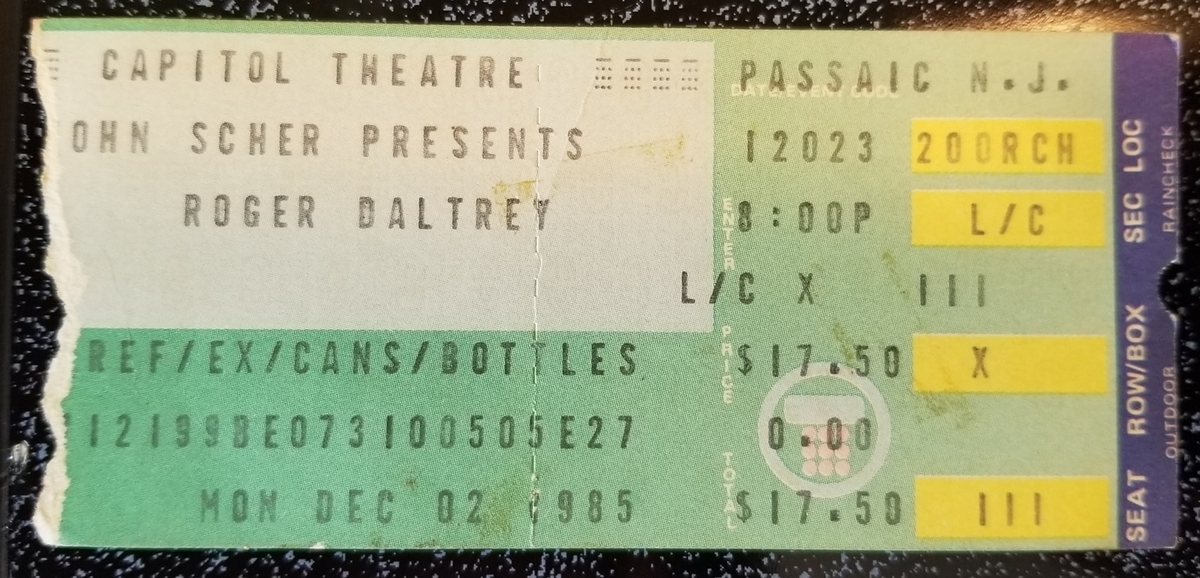 CAPITOL THEATRE PASSAIC N.J.
DATE/EVENT CODE
OHN SCHER PRESENTS 12023 200RCH
ROGER DALTREY 8:00P L/C
ENTER
L/C X 111
REF/EX/CANS/BOTTLES $17.50 X
PRICE
12199BE073100505E27 0.00
MON DEC 02 1985 $17.50 111
TOTAL
SEAT ROW/BOX SEC LOC
OUTDOOR RAINCHECK